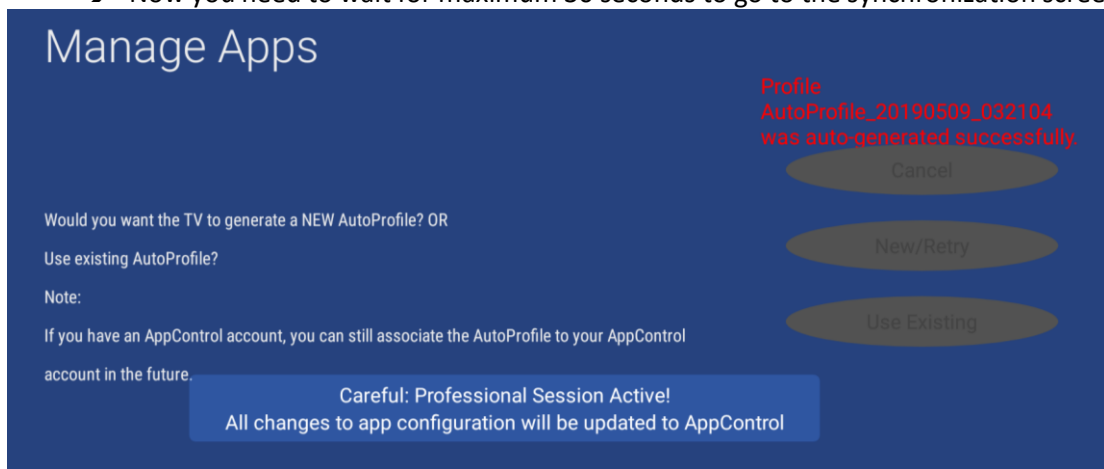 Now you need to wait for maximum 30 seconds to go to the synchronization scree
Manage Apps
Profile
AutoProfile_20190509_032104
was auto-generated successfully.
Cancel
Would you want the TV to generate a NEW AutoProfile? OR
New/Retry
Use existing AutoProfile?
Note:
Use Existing
If you have an AppControl account, you can still associate the AutoProfile to your AppControl
account in the future.
Careful: Professional Session Active!
All changes to app configuration will be updated to AppControl